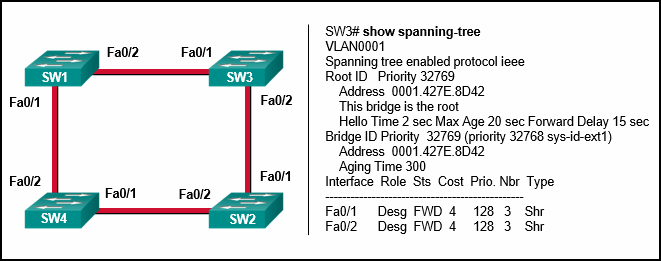 Fa0/2
Fa0/1
SW1
SW3
Fa0/1
Fa0/2
Fa0/2
Fa0/1
Fa0/1
Fa0/2
SW4
SW2
SW3# show spanning-tree
VLAN0001
Spanning tree enabled protocol ieee
Root ID Priority 32769
Address 0001.427E.8D42
This bridge is the root
Hello Time 2 sec Max Age 20 sec Forward Delay 15 sec
Bridge ID Priority 32769 (priority 32768 sys-id-ext1)
Address 0001.427E.8D42
Aging Time 300
Interface Role Sts Cost Prio. Nbr Type
------------------------------------------------
Fa0/1 Desg FWD 4 128 3 Shr
Fa0/2 Desg FWD 4 128 3 Shr